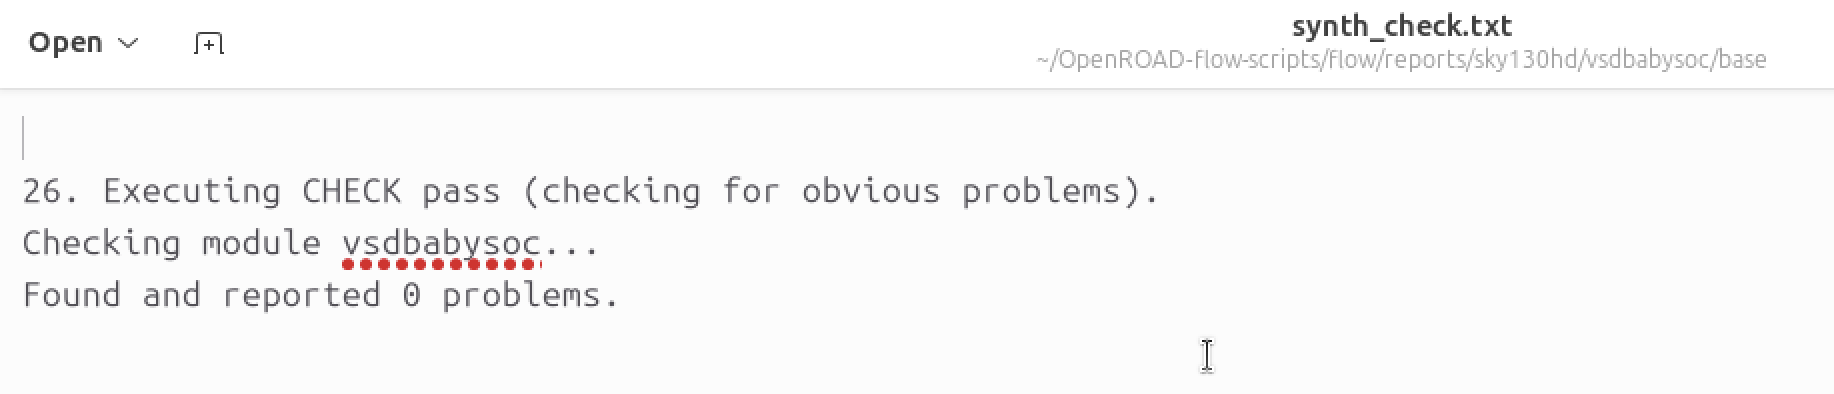 Open
synth_check.txt
~/OpenROAD-flow-scripts/flow/reports/sky130hd/vsdbabysoc/base
26. Executing CHECK pass (checking for obvious problems).
Checking module vsdbabysoc...
Found and reported 0 problems.